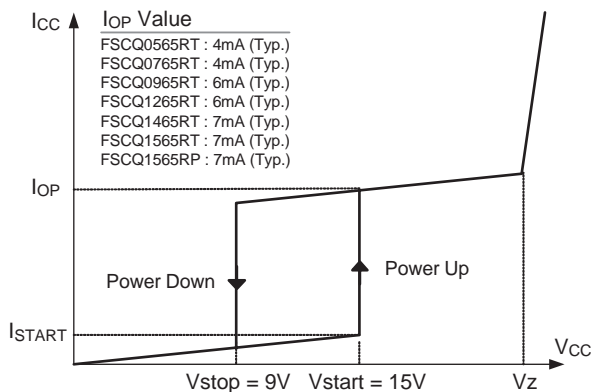 ICC
IOP Value
FSCQ0565RT : 4mA (Typ.)
FSCQ0765RT : 4mA (Typ.)
FSCQ0965RT : 6mA (Typ.)
FSCQ1265RT : 6mA (Typ.)
FSCQ1465RT : 7mA (Typ.)
FSCQ1565RT : 7mA (Typ.)
FSCQ1565RP : 7mA (Typ.)
IOP
Power Down
Power Up
ISTART
VCC
Vstop = 9V
Vstart = 15V
Vz